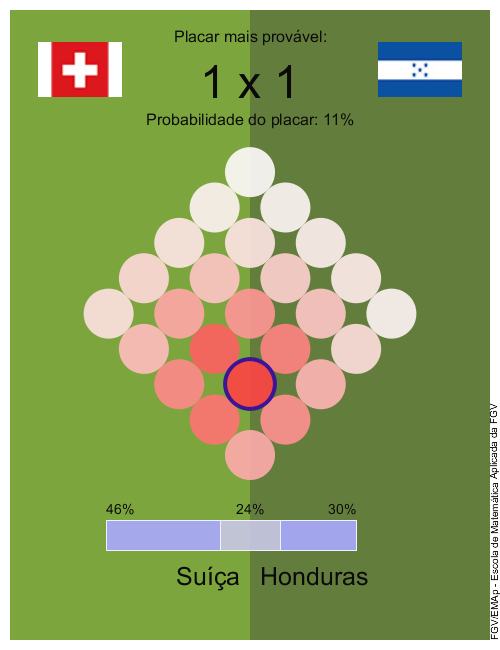 Placar mais provável:
1 x 1
Probabilidade do placar: 11%
46% 24% 30%
Suíça Honduras
FGV/EMAp - Escola de Matemática Aplicada da FGV